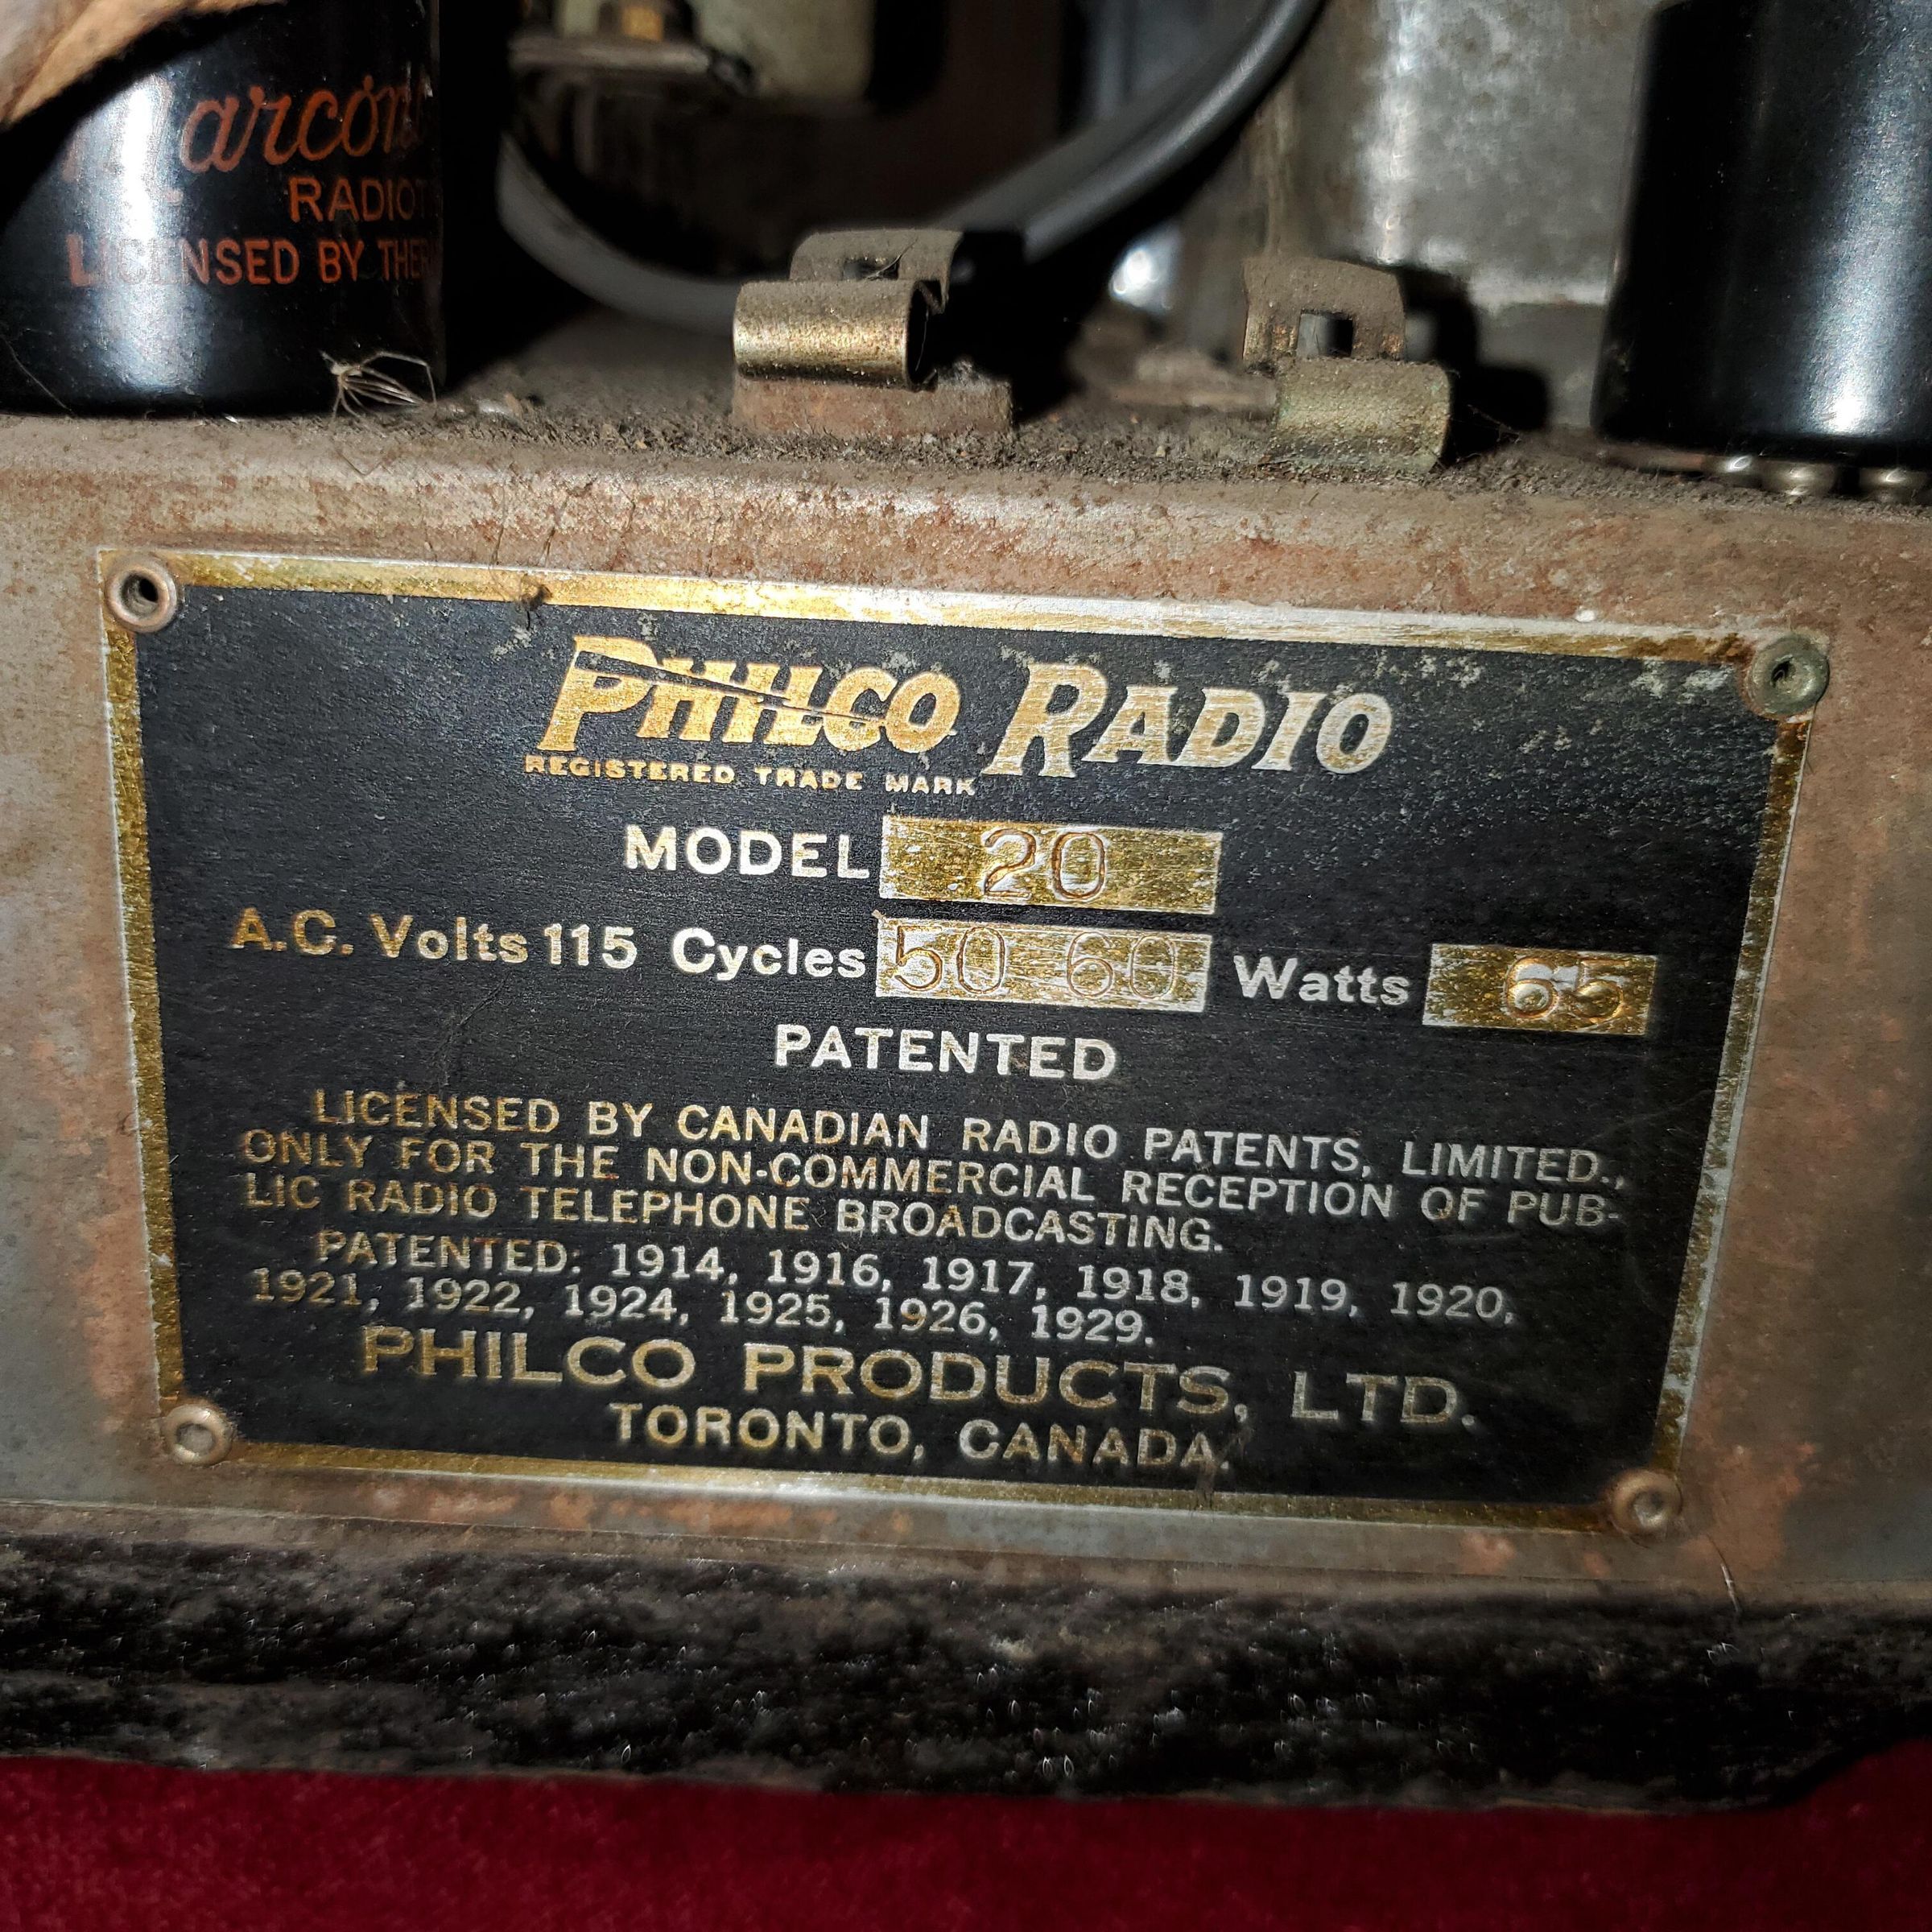 Marcon
RADIOT
LICENSED BY THE
PHILCO RADIO
REGISTERED TRADE MARK
MODEL 20
A.C. Volts 115 Cycles 50 60 Watts 65
PATENTED
LICENSED BY CANADIAN RADIO PATENTS, LIMITED.,
ONLY FOR THE NON-COMMERCIAL RECEPTION OF PUB-
LIC RADIO TELEPHONE BROADCASTING.
PATENTED: 1914, 1916, 1917, 1918, 1919, 1920,
1921, 1922, 1924, 1925, 1926, 1929.
PHILCO PRODUCTS, LTD.
TORONTO, CANADA.